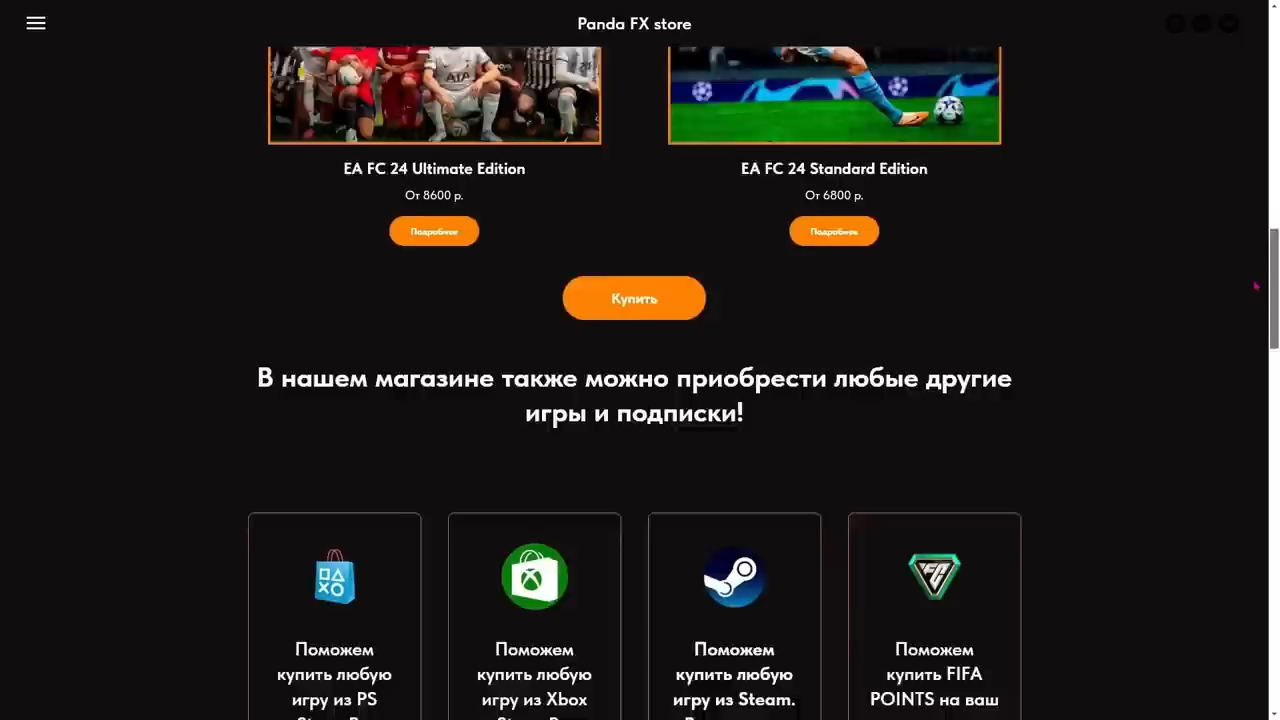 Panda FX store
AIA
EA FC 24 Ultimate Edition
EA FC 24 Standard Edition
От 8600 р.
От 6800 р.
Подробнее
Подробнее
Купить
В нашем магазине также можно приобрести любые другие
игры и подписки!
Поможем
купить любую
игру из PS
Поможем
купить любую
игру из Xbox
Поможем
купить любую
игру из Steam.
Поможем
купить FIFA
POINTS на ваш